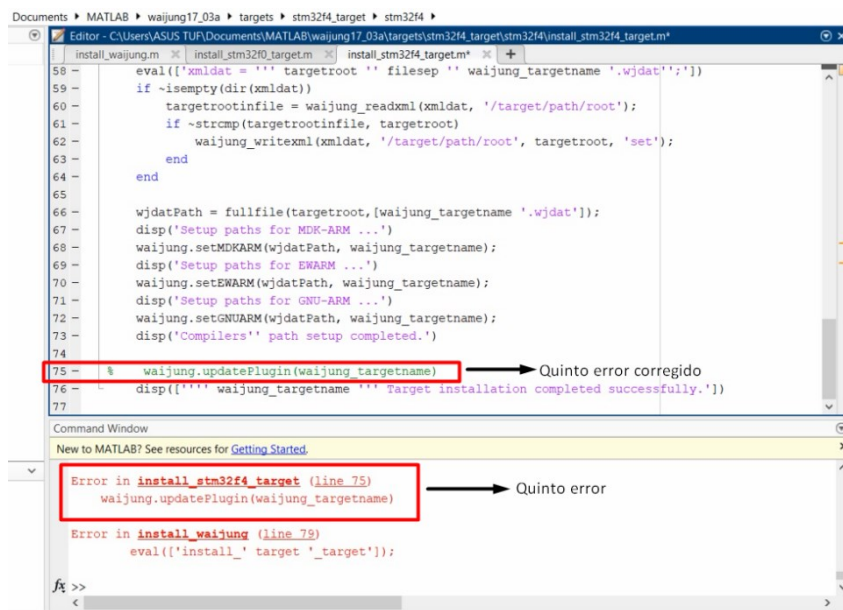 Documents ▸ MATLAB ▸ waijung17_03a ▸ targets ▸ stm32f4_target ▸ stm32f4 ▸
Editor - C:\Users\ASUS TUF\Documents\MATLAB\waijung17_03a\targets\stm32f4_target\stm32f4\install_stm32f4_target.m*
install_waijung.m × install_stm32f0_target.m × install_stm32f4_target.m* × +
58 - eval(['xmldat = ''' targetroot '' filesep '' waijung_targetname '.wjdat'';'])
59 - if ~isempty(dir(xmldat))
60 - targetrootinfile = waijung_readxml(xmldat, '/target/path/root');
61 - if ~strcmp(targetrootinfile, targetroot)
62 - waijung_writexml(xmldat, '/target/path/root', targetroot, 'set');
63 - end
64 - end
65
66 - wjdatPath = fullfile(targetroot,[waijung_targetname '.wjdat']);
67 - disp('Setup paths for MDK-ARM ...')
68 - waijung.setMDKARM(wjdatPath, waijung_targetname);
69 - disp('Setup paths for EWARM ...')
70 - waijung.setEWARM(wjdatPath, waijung_targetname);
71 - disp('Setup paths for GNU-ARM ...')
72 - waijung.setGNUARM(wjdatPath, waijung_targetname);
73 - disp('Compilers'' path setup completed.')
74
75 - % waijung.updatePlugin(waijung_targetname) Quinto error corregido
76 - disp(['''' waijung_targetname ''' Target installation completed successfully.'])
77
Command Window
New to MATLAB? See resources for Getting Started.
Error in install_stm32f4_target (line 75)
waijung.updatePlugin(waijung_targetname) Quinto error
Error in install_waijung (line 79)
eval(['install_' target '_target']);
fx >>